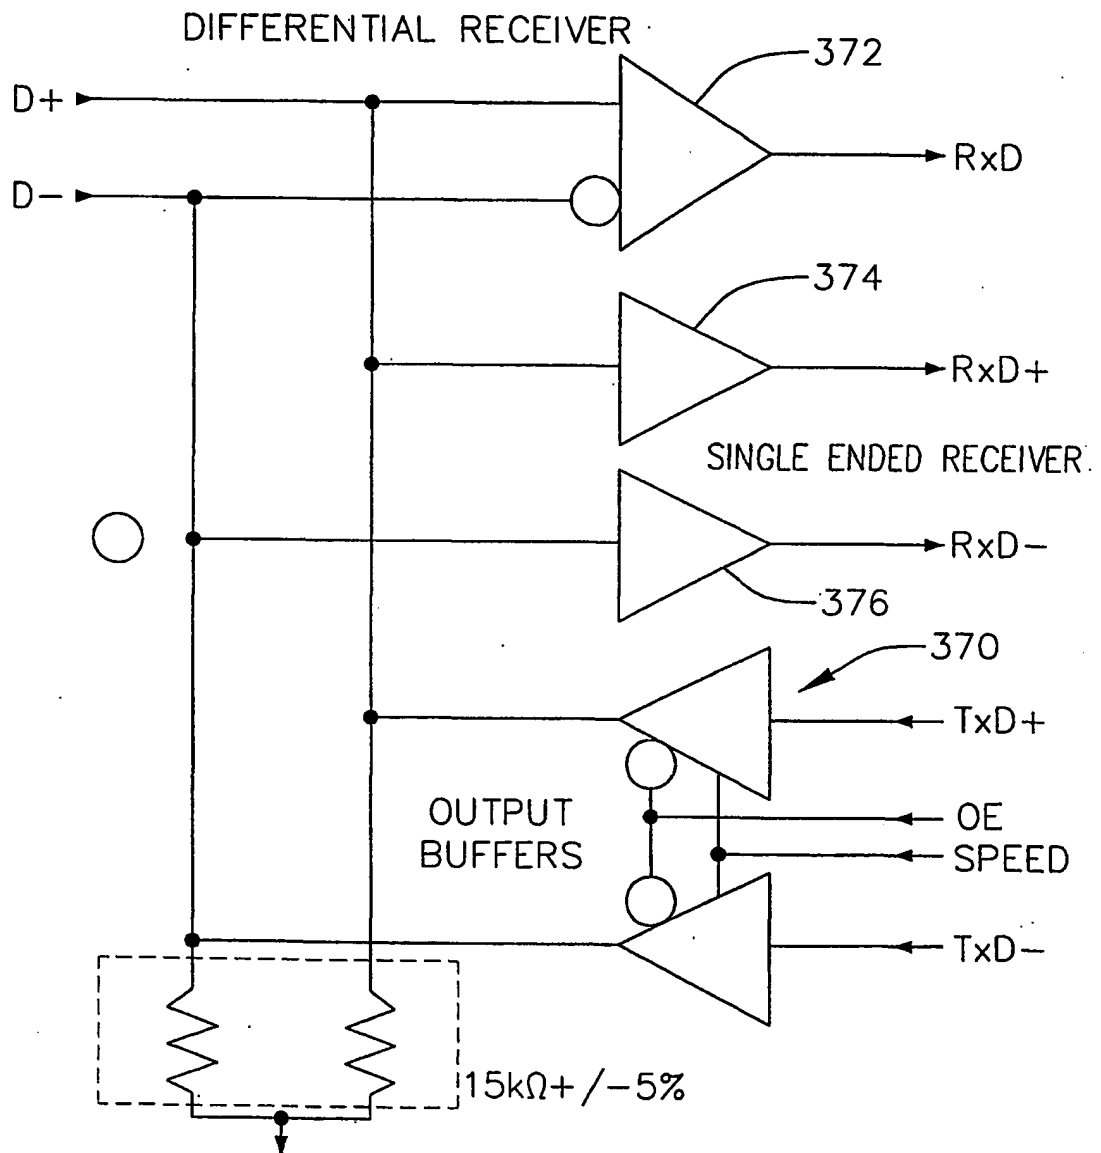 DIFFERENTIAL RECEIVER
372
D+
RxD
D-
374
RxD+
SINGLE ENDED RECEIVER
RxD-
376
370
TxD+
OUTPUT
BUFFERS
OE
SPEED
TxD-
15kΩ+/-5%